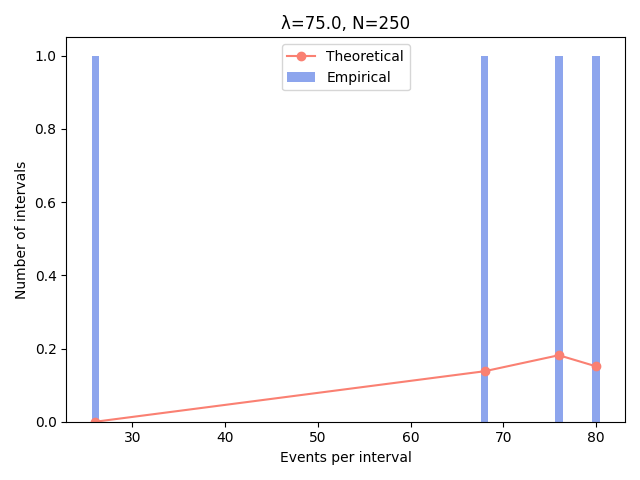 λ=75.0, N=250
Theoretical
Empirical
Number of intervals
1.0
0.8
0.6
0.4
0.2
0.0
30 40 50 60 70 80
Events per interval